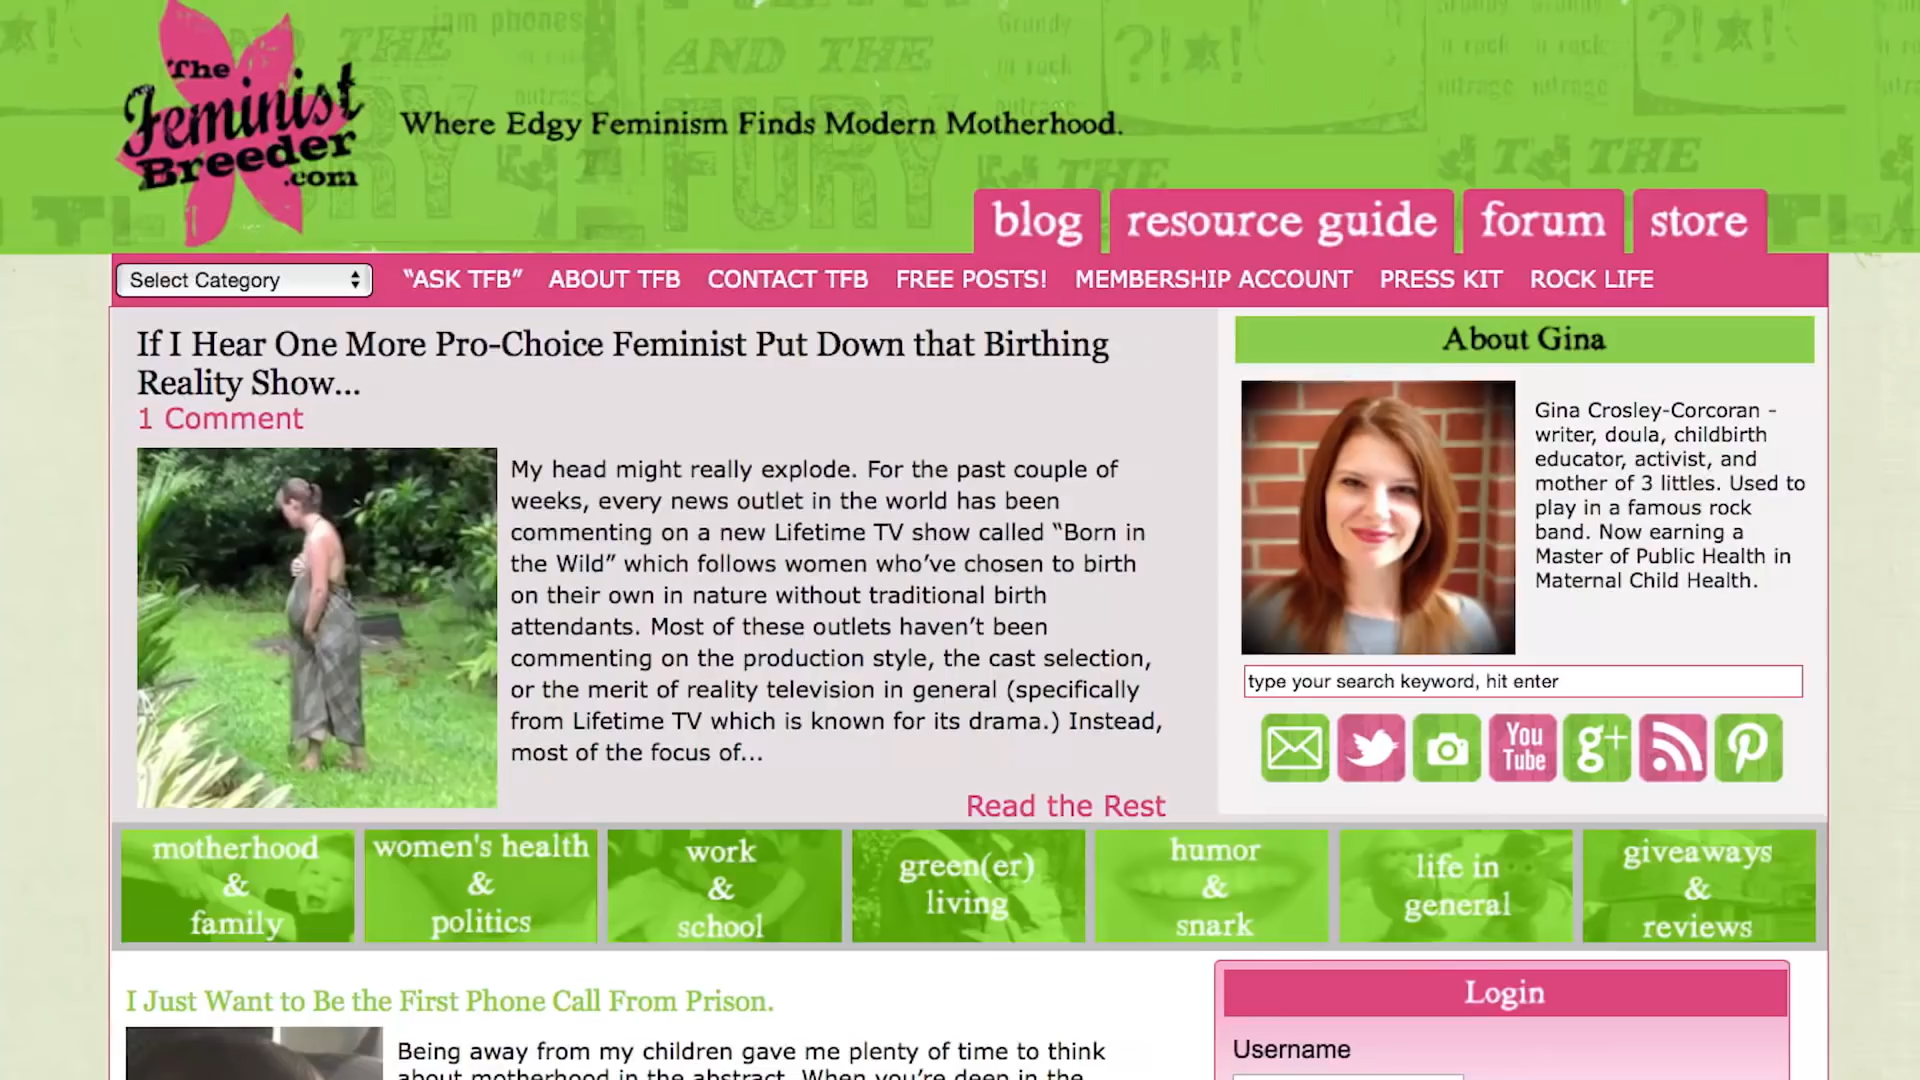 The
Feminist
Breeder
.com
Where Edgy Feminism Finds Modern Motherhood.
blog
resource guide
forum
store
Select Category
“ASK TFB”
ABOUT TFB
CONTACT TFB
FREE POSTS!
MEMBERSHIP ACCOUNT
PRESS KIT
ROCK LIFE
If I Hear One More Pro-Choice Feminist Put Down that Birthing
Reality Show...
1 Comment
My head might really explode. For the past couple of
weeks, every news outlet in the world has been
commenting on a new Lifetime TV show called “Born in
the Wild” which follows women who’ve chosen to birth
on their own in nature without traditional birth
attendants. Most of these outlets haven’t been
commenting on the production style, the cast selection,
or the merit of reality television in general (specifically
from Lifetime TV which is known for its drama.) Instead,
most of the focus of...
Read the Rest
About Gina
Gina Crosley-Corcoran -
writer, doula, childbirth
educator, activist, and
mother of 3 littles. Used to
play in a famous rock
band. Now earning a
Master of Public Health in
Maternal Child Health.
type your search keyword, hit enter
You
Tube
g+
motherhood
&
family
women's health
&
politics
work
&
school
green(er)
living
humor
&
snark
life in
general
giveaways
&
reviews
I Just Want to Be the First Phone Call From Prison.
Being away from my children gave me plenty of time to think
about motherhood in the abstract. When you’re deep in the
Login
Username